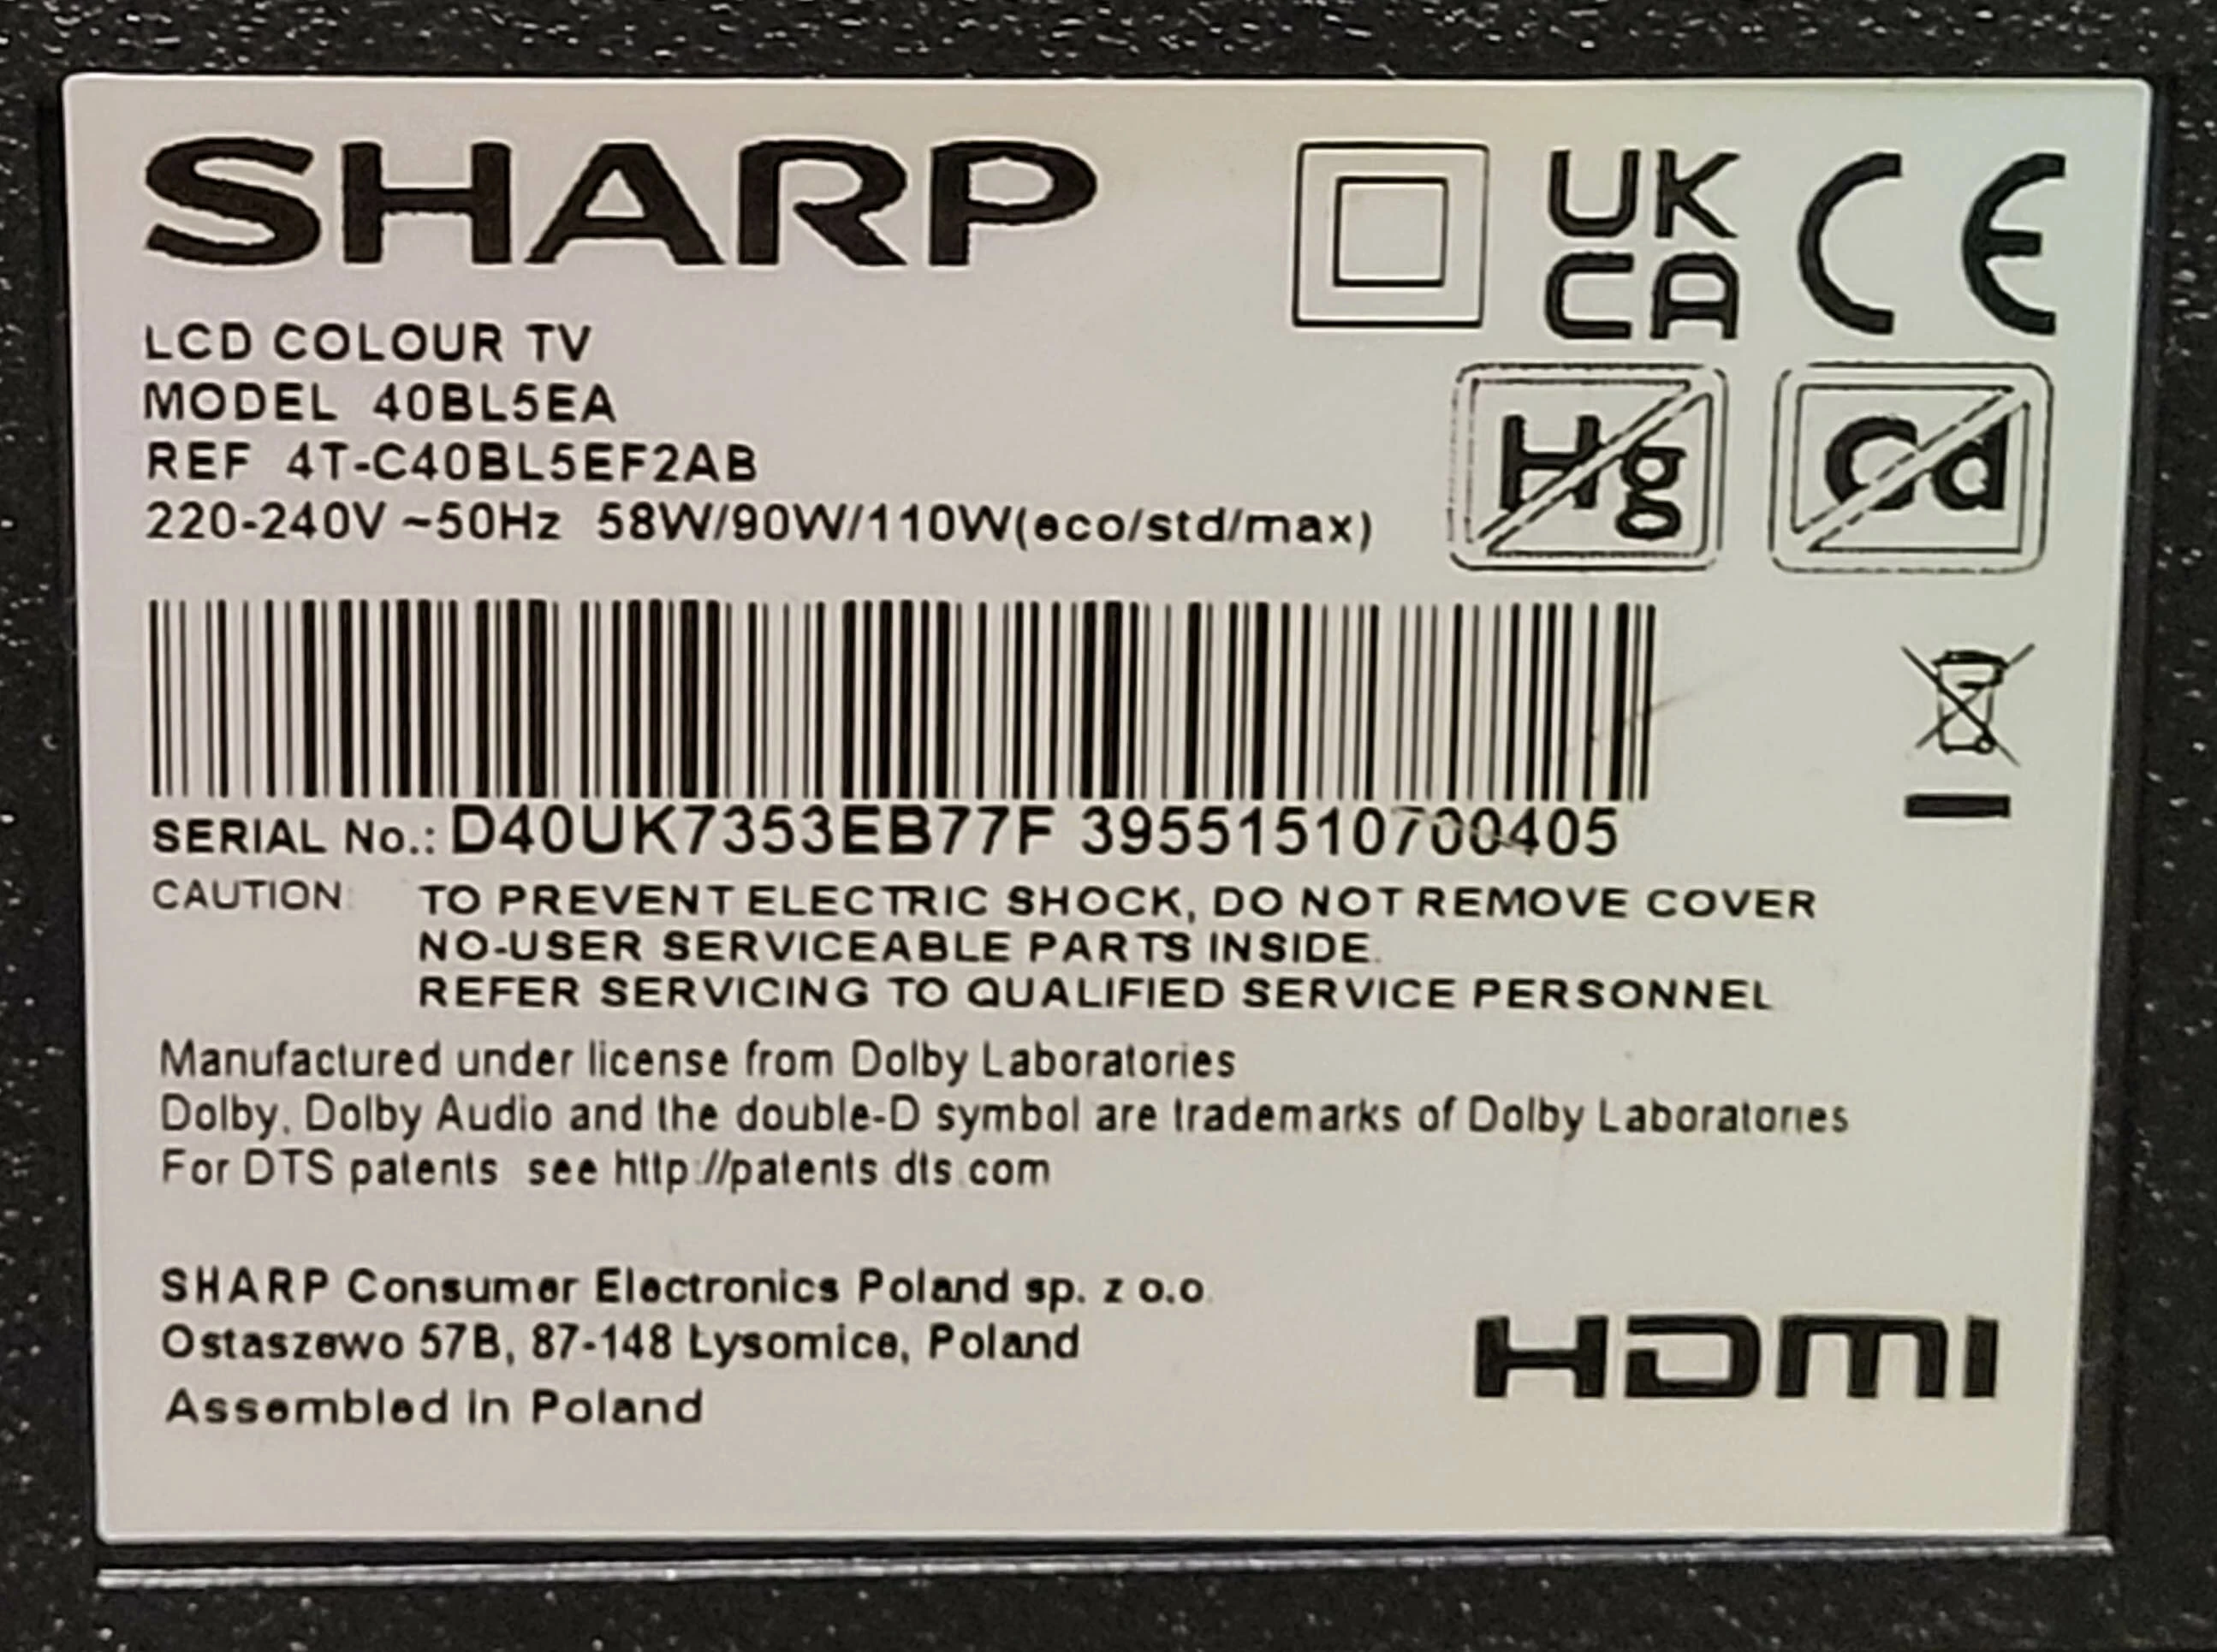 SHARP
UK
CA
CE
LCD COLOUR TV
MODEL 40BL5EA
REF 4T-C40BL5EF2AB
220-240V ~50Hz 58W/90W/110W(eco/std/max)
Hg
Cd
SERIAL No.: D40UK7353EB77F 39551510700405
CAUTION: TO PREVENT ELECTRIC SHOCK, DO NOT REMOVE COVER
NO-USER SERVICEABLE PARTS INSIDE.
REFER SERVICING TO QUALIFIED SERVICE PERSONNEL
Manufactured under license from Dolby Laboratories
Dolby, Dolby Audio and the double-D symbol are trademarks of Dolby Laboratories
For DTS patents see http://patents.dts.com
SHARP Consumer Electronics Poland sp. z o.o.
Ostaszewo 57B, 87-148 Łysomice, Poland
Assembled in Poland
HDMI